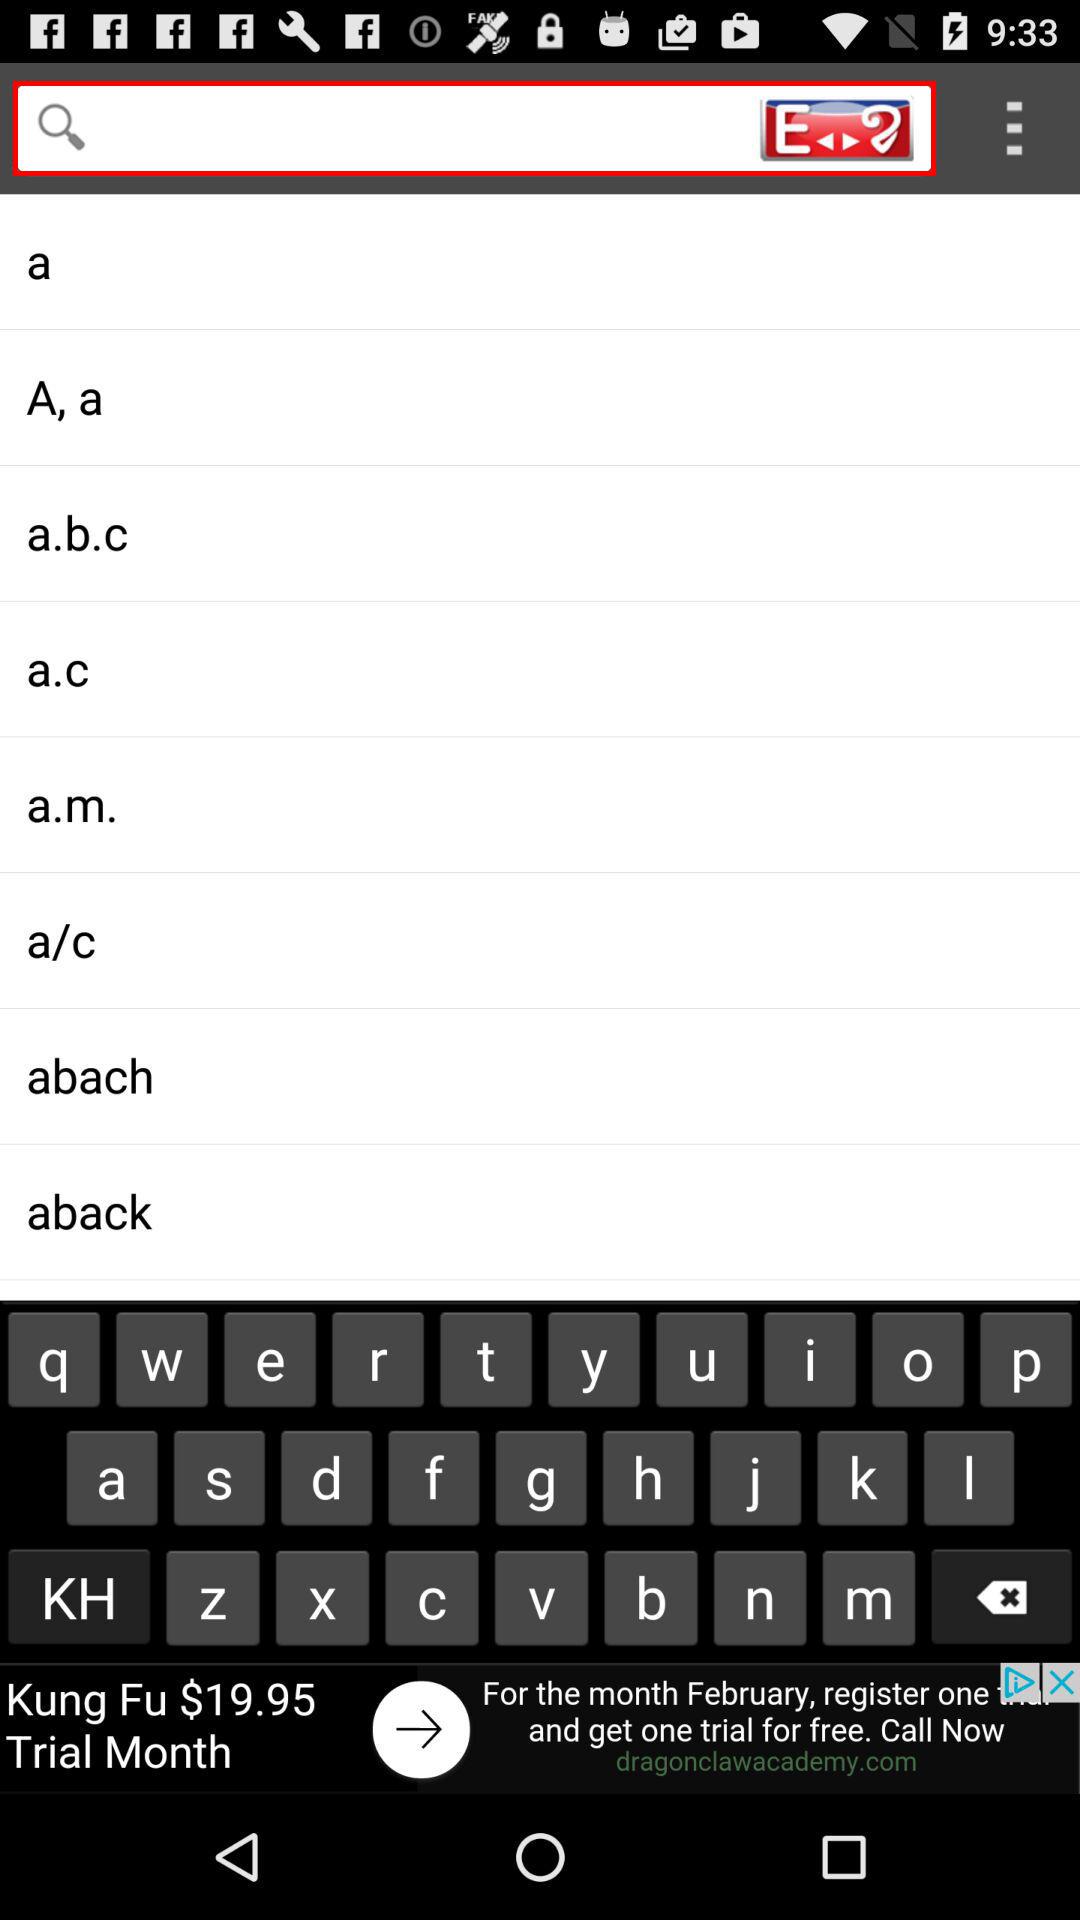 FAKE
9:33
E
a
A, a
a.b.c
a.c
a.m.
a/c
abach
aback
q w e r t y u i o p
a s d f g h j k l
KH z x c v b n m
Kung Fu $19.95
Trial Month
For the month February, register one
and get one trial for free. Call Now
dragonclawacademy.com